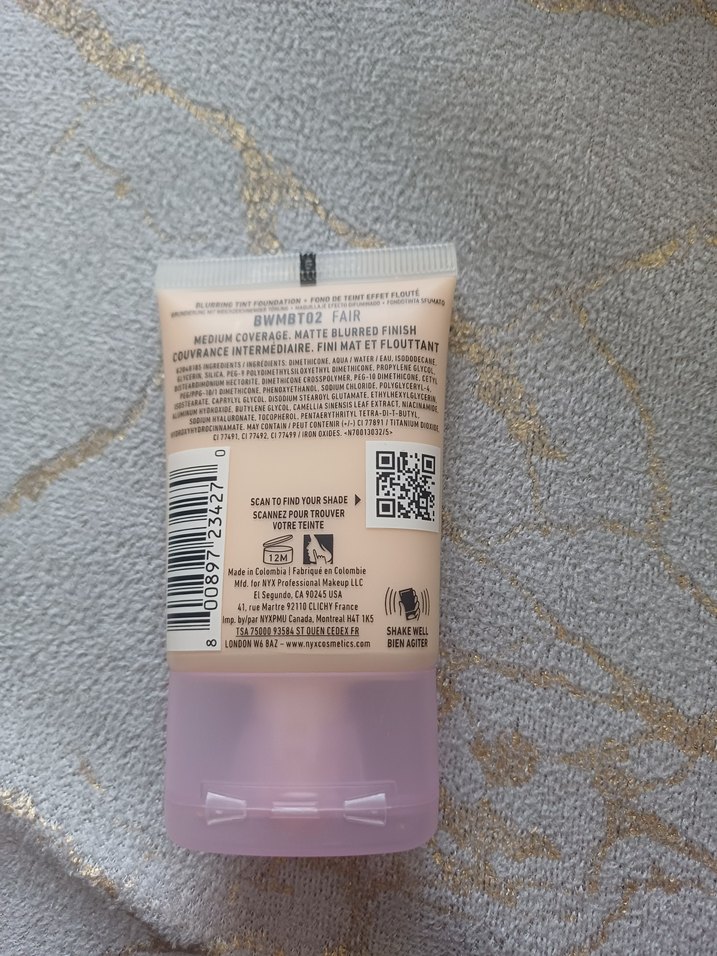 BLURRING TINT FOUNDATION • FOND DE TEINT EFFET FLOUTÉ
BWMBT02 FAIR
MEDIUM COVERAGE. MATTE BLURRED FINISH
COUVRANCE INTERMÉDIAIRE. FINI MAT ET FLOUTTANT
INGREDIENTS / INGRÉDIENTS: DIMETHICONE, AQUA / WATER / EAU, ISODODECANE,
GLYCERIN, SILICA, PEG-9 POLYDIMETHYLSILOXYETHYL DIMETHICONE, PROPYLENE GLYCOL,
DISTEARDIMONIUM HECTORITE, DIMETHICONE CROSSPOLYMER, PEG-10 DIMETHICONE, CETYL
PEG/PPG-10/1 DIMETHICONE, PHENOXYETHANOL, SODIUM CHLORIDE, POLYGLYCERYL-4
ISOSTEARATE, CAPRYLYL GLYCOL, DISODIUM STEAROYL GLUTAMATE, ETHYLHEXYLGLYCERIN,
ALUMINUM HYDROXIDE, BUTYLENE GLYCOL, CAMELLIA SINENSIS LEAF EXTRACT, NIACINAMIDE,
SODIUM HYALURONATE, TOCOPHEROL, PENTAERYTHRITYL TETRA-DI-T-BUTYL
HYDROXYHYDROCINNAMATE. MAY CONTAIN / PEUT CONTENIR (+/-) CI 77891 / TITANIUM DIOXIDE,
CI 77491, CI 77492, CI 77499 / IRON OXIDES. <N70013032/5>
8 00897 23427 0
SCAN TO FIND YOUR SHADE
SCANNEZ POUR TROUVER
VOTRE TEINTE
12M
Made in Colombia | Fabriqué en Colombie
Mfd. for NYX Professional Makeup LLC
El Segundo, CA 90245 USA
41, rue Martre 92110 CLICHY France
Imp. by/par NYXPMU Canada, Montreal H4T 1K5
TSA 75000 93584 ST OUEN CEDEX FR
LONDON W6 8AZ – www.nyxcosmetics.com
SHAKE WELL
BIEN AGITER